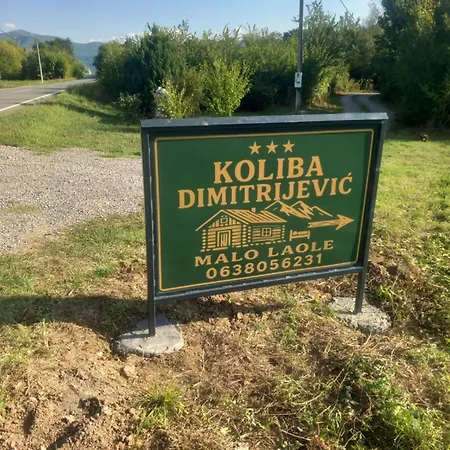 KOLIBA
DIMITRIJEVIĆ
MALO LAOLE
0638056231